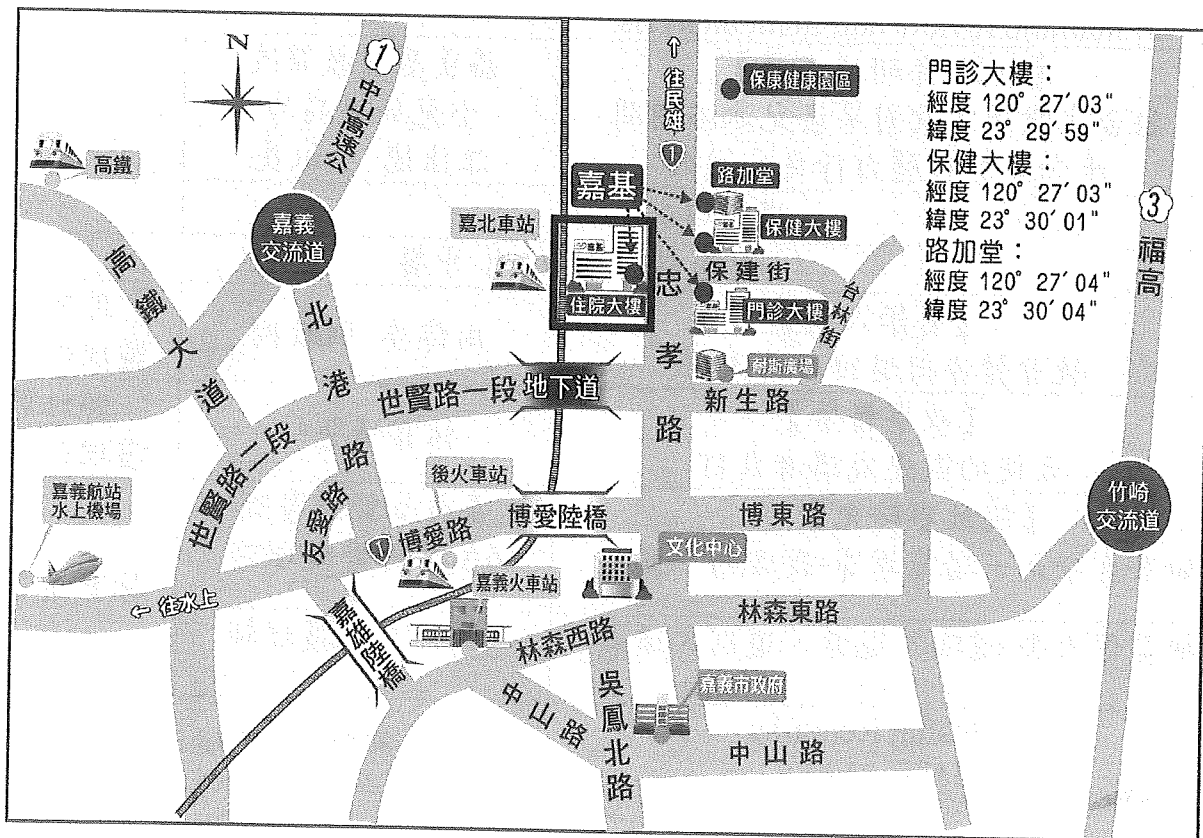 N
1
中山高速公
高鐵
嘉義
交流道
高鐵大道
北港路
世賢路一段
地下道
世賢路二段
友愛路
嘉義航站
水上機場
← 往水上
1
博愛路
後火車站
嘉義火車站
嘉雄陸橋
嘉北車站
嘉基
住院大樓
↑往民雄
1
忠孝路
保康健康園區
路加堂
保健大樓
保建街
門診大樓
台林街
耐斯廣場
新生路
博愛陸橋
博東路
文化中心
林森西路
林森東路
中山路
吳鳳北路
嘉義市政府
中山路
3
福高
竹崎
交流道
門診大樓：
經度 120° 27′ 03"
緯度 23° 29′ 59"
保健大樓：
經度 120° 27′ 03"
緯度 23° 30′ 01"
路加堂：
經度 120° 27′ 04"
緯度 23° 30′ 04"